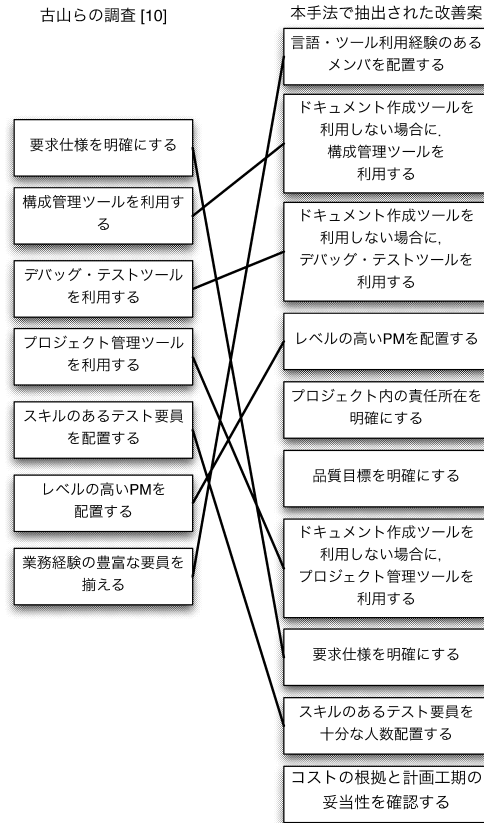 古山らの調査 [10]
要求仕様を明確にする
構成管理ツールを利用す
る
デバッグ・テストツール
を利用する
プロジェクト管理ツール
を利用する
スキルのあるテスト要員
を配置する
レベルの高いPMを
配置する
業務経験の豊富な要員を
揃える
本手法で抽出された改善案
言語・ツール利用経験のある
メンバを配置する
ドキュメント作成ツールを
利用しない場合に,
構成管理ツールを
利用する
ドキュメント作成ツールを
利用しない場合に,
デバッグ・テストツールを
利用する
レベルの高いPMを配置する
プロジェクト内の責任所在を
明確にする
品質目標を明確にする
ドキュメント作成ツールを
利用しない場合に,
プロジェクト管理ツールを
利用する
要求仕様を明確にする
スキルのあるテスト要員を
十分な人数配置する
コストの根拠と計画工期の
妥当性を確認する